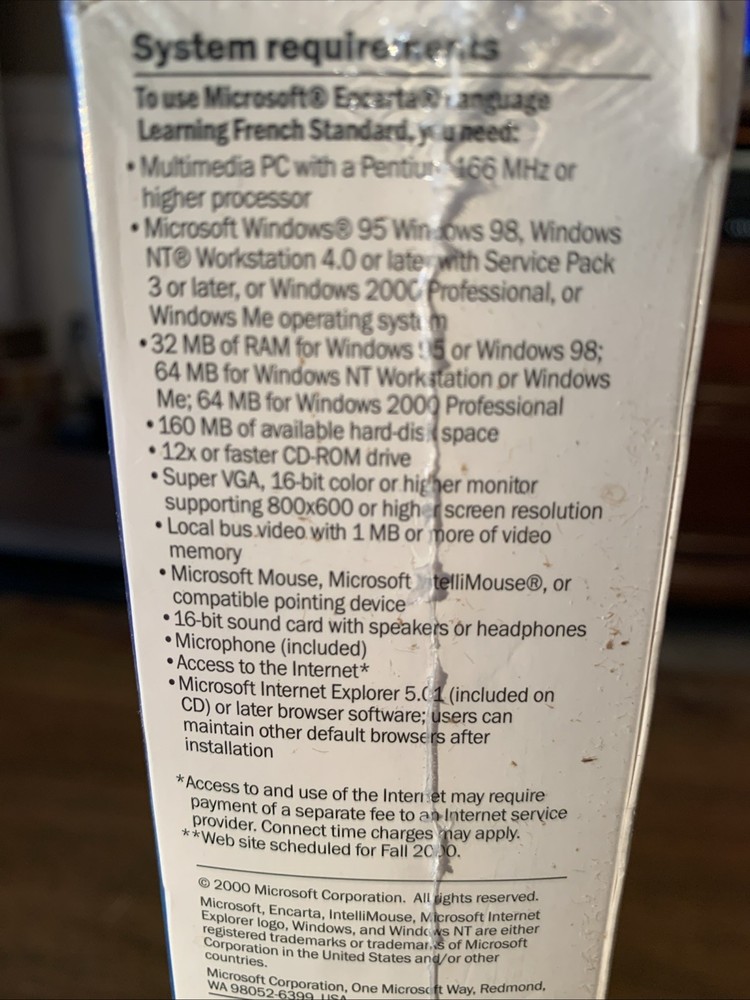 System requirements
To use Microsoft® Encarta® Language
Learning French Standard, you need:
• Multimedia PC with a Pentium 166 MHz or
higher processor
• Microsoft Windows® 95 Windows 98, Windows
NT® Workstation 4.0 or later with Service Pack
3 or later, or Windows 2000 Professional, or
Windows Me operating system
• 32 MB of RAM for Windows 95 or Windows 98;
64 MB for Windows NT Workstation or Windows
Me; 64 MB for Windows 2000 Professional
• 160 MB of available hard-disk space
• 12x or faster CD-ROM drive
• Super VGA, 16-bit color or higher monitor
supporting 800x600 or higher screen resolution
• Local bus video with 1 MB or more of video
memory
• Microsoft Mouse, Microsoft IntelliMouse®, or
compatible pointing device
• 16-bit sound card with speakers or headphones
• Microphone (included)
• Access to the Internet*
• Microsoft Internet Explorer 5.01 (included on
CD) or later browser software; users can
maintain other default browsers after
installation
*Access to and use of the Internet may require
payment of a separate fee to an Internet service
provider. Connect time charges may apply.
**Web site scheduled for Fall 2000.
© 2000 Microsoft Corporation. All rights reserved.
Microsoft, Encarta, IntelliMouse, Microsoft Internet
Explorer logo, Windows, and Windows NT are either
registered trademarks or trademarks of Microsoft
Corporation in the United States and/or other
countries.
Microsoft Corporation, One Microsoft Way, Redmond,
WA 98052-6399 USA